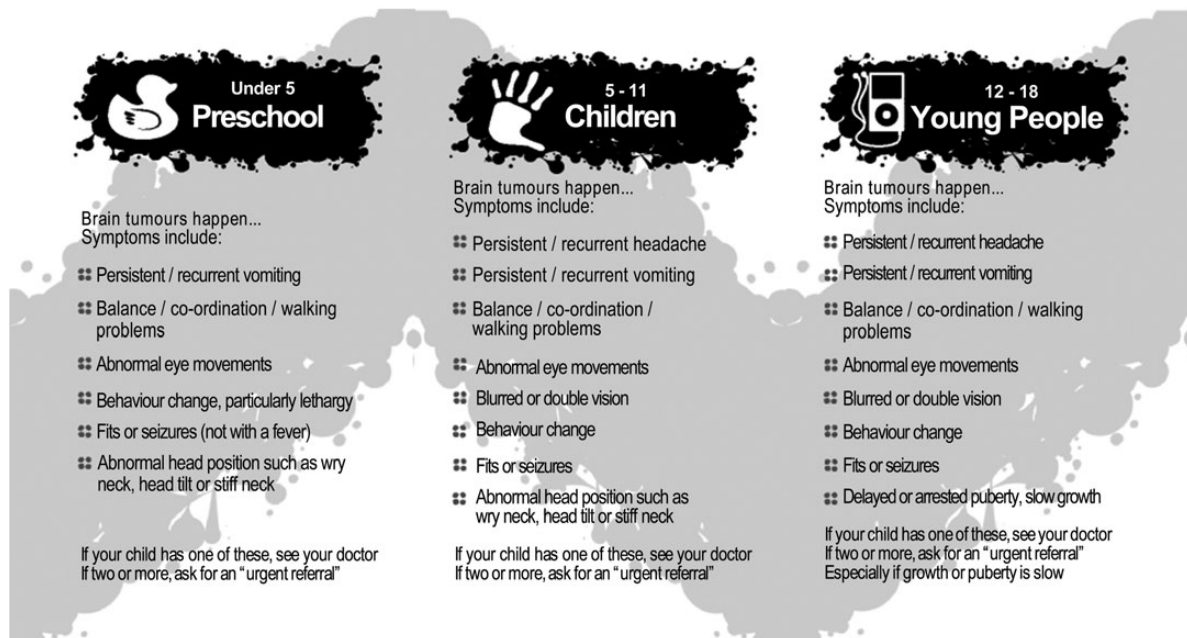 Under 5
Preschool
Brain tumours happen...
Symptoms include:
Persistent / recurrent vomiting
Balance / co-ordination / walking
problems
Abnormal eye movements
Behaviour change, particularly lethargy
Fits or seizures (not with a fever)
Abnormal head position such as wry
neck, head tilt or stiff neck
If your child has one of these, see your doctor
If two or more, ask for an “urgent referral”
5 - 11
Children
Brain tumours happen...
Symptoms include:
Persistent / recurrent headache
Persistent / recurrent vomiting
Balance / co-ordination /
walking problems
Abnormal eye movements
Blurred or double vision
Behaviour change
Fits or seizures
Abnormal head position such as
wry neck, head tilt or stiff neck
If your child has one of these, see your doctor
If two or more, ask for an “urgent referral”
12 - 18
Young People
Brain tumours happen...
Symptoms include:
Persistent / recurrent headache
Persistent / recurrent vomiting
Balance / co-ordination / walking
problems
Abnormal eye movements
Blurred or double vision
Behaviour change
Fits or seizures
Delayed or arrested puberty, slow growth
If your child has one of these, see your doctor
If two or more, ask for an “urgent referral”
Especially if growth or puberty is slow